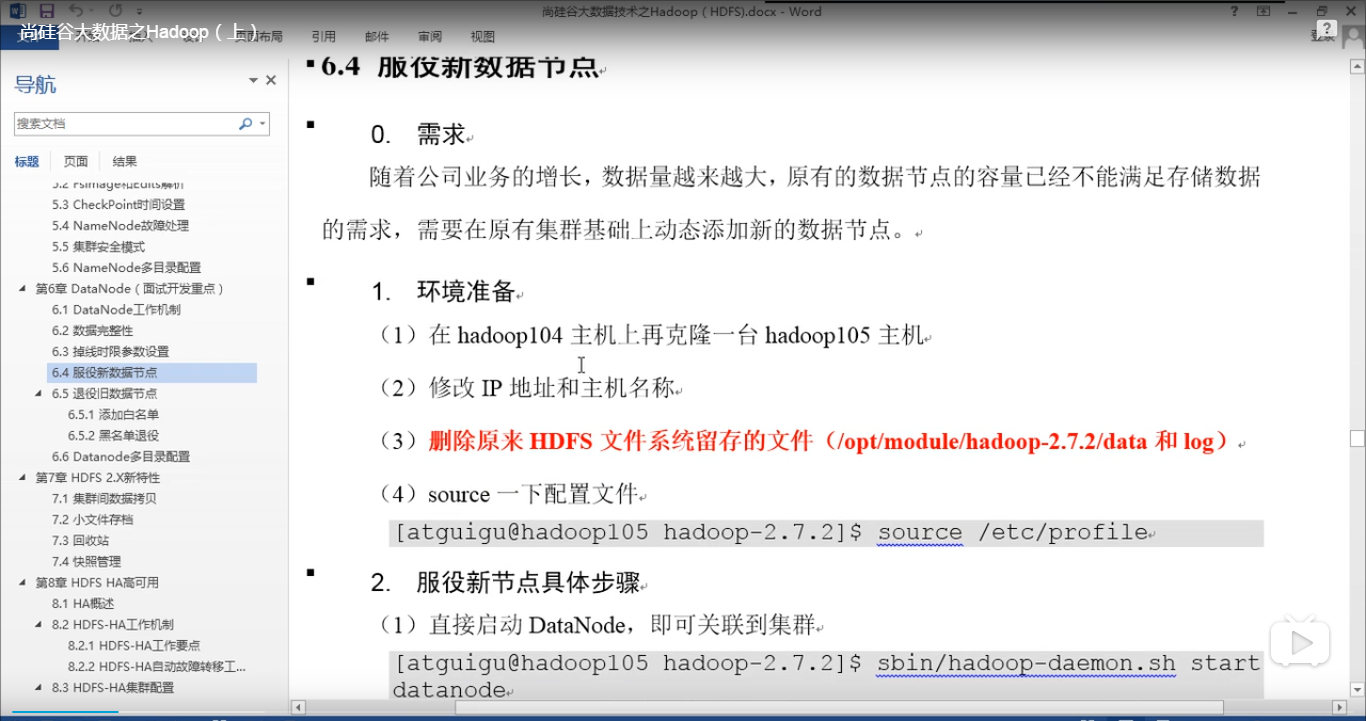 尚硅谷大数据技术之Hadoop（HDFS).docx - Word
尚硅谷大数据之Hadoop（上）
页面布局
引用
邮件
审阅
视图
登录
导航
搜索文档
标题
页面
结果
5.2 Fsimage和Edits解析
5.3 CheckPoint时间设置
5.4 NameNode故障处理
5.5 集群安全模式
5.6 NameNode多目录配置
第6章 DataNode（面试开发重点）
6.1 DataNode工作机制
6.2 数据完整性
6.3 掉线时限参数设置
6.4 服役新数据节点
6.5 退役旧数据节点
6.5.1 添加白名单
6.5.2 黑名单退役
6.6 Datanode多目录配置
第7章 HDFS 2.X新特性
7.1 集群间数据拷贝
7.2 小文件存档
7.3 回收站
7.4 快照管理
第8章 HDFS HA高可用
8.1 HA概述
8.2 HDFS-HA工作机制
8.2.1 HDFS-HA工作要点
8.2.2 HDFS-HA自动故障转移工...
8.3 HDFS-HA集群配置
6.4 服役新数据节点
0. 需求
随着公司业务的增长，数据量越来越大，原有的数据节点的容量已经不能满足存储数据
的需求，需要在原有集群基础上动态添加新的数据节点。
1. 环境准备
（1）在 hadoop104 主机上再克隆一台 hadoop105 主机
（2）修改 IP 地址和主机名称
（3）删除原来 HDFS 文件系统留存的文件（/opt/module/hadoop-2.7.2/data 和 log）
（4）source 一下配置文件
[atguigu@hadoop105 hadoop-2.7.2]$ source /etc/profile
2. 服役新节点具体步骤
（1）直接启动 DataNode，即可关联到集群
[atguigu@hadoop105 hadoop-2.7.2]$ sbin/hadoop-daemon.sh start
datanode